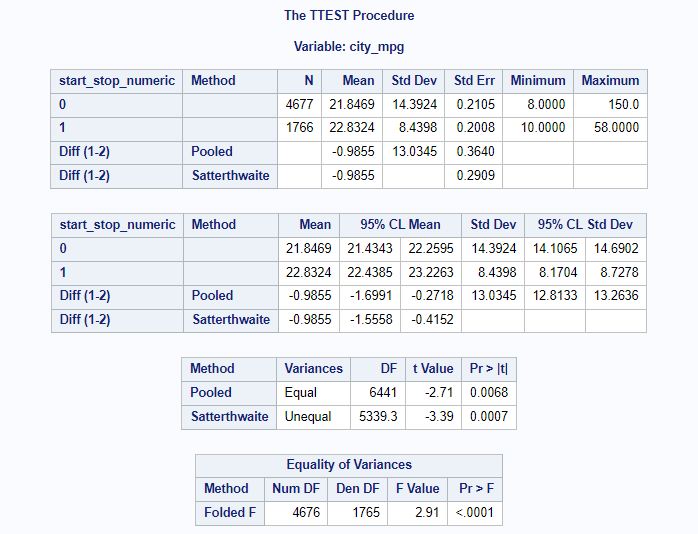 The TTEST Procedure
Variable: city_mpg
start_stop_numeric Method N Mean Std Dev Std Err Minimum Maximum
0 4677 21.8469 14.3924 0.2105 8.0000 150.0
1 1766 22.8324 8.4398 0.2008 10.0000 58.0000
Diff (1-2) Pooled -0.9855 13.0345 0.3640
Diff (1-2) Satterthwaite -0.9855 0.2909
start_stop_numeric Method Mean 95% CL Mean Std Dev 95% CL Std Dev
0 21.8469 21.4343 22.2595 14.3924 14.1065 14.6902
1 22.8324 22.4385 23.2263 8.4398 8.1704 8.7278
Diff (1-2) Pooled -0.9855 -1.6991 -0.2718 13.0345 12.8133 13.2636
Diff (1-2) Satterthwaite -0.9855 -1.5558 -0.4152
Method Variances DF t Value Pr > |t|
Pooled Equal 6441 -2.71 0.0068
Satterthwaite Unequal 5339.3 -3.39 0.0007
Equality of Variances
Method Num DF Den DF F Value Pr > F
Folded F 4676 1765 2.91 <.0001